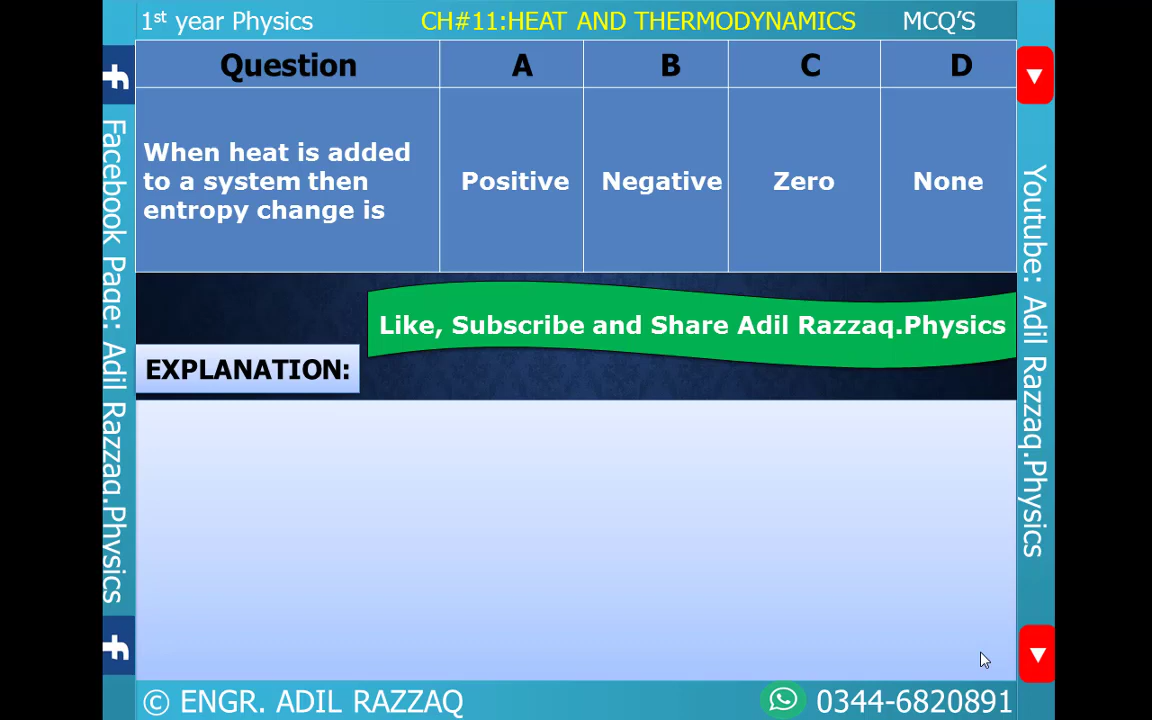 1st year Physics CH#11:HEAT AND THERMODYNAMICS MCQ'S
Question A B C D
When heat is added
to a system then
entropy change is
Positive Negative Zero None
Like, Subscribe and Share Adil Razzaq.Physics
EXPLANATION:
Facebook Page: Adil Razzaq.Physics
Youtube: Adil Razzaq.Physics
© ENGR. ADIL RAZZAQ 0344-6820891